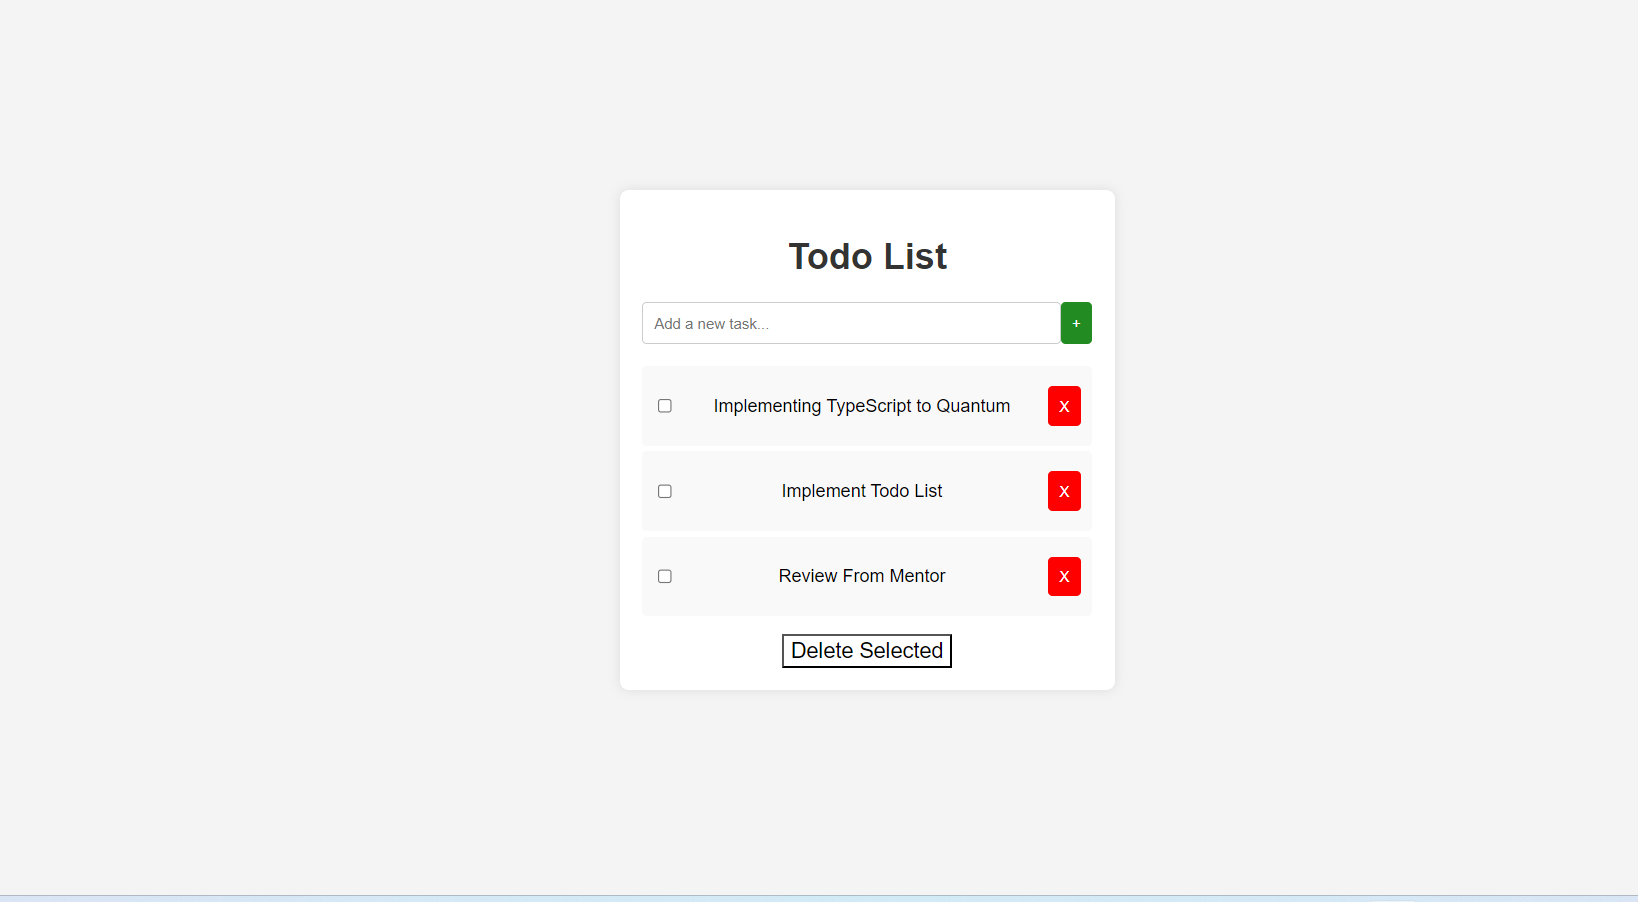 Todo List
Add a new task...
+
Implementing TypeScript to Quantum
X
Implement Todo List
X
Review From Mentor
X
Delete Selected